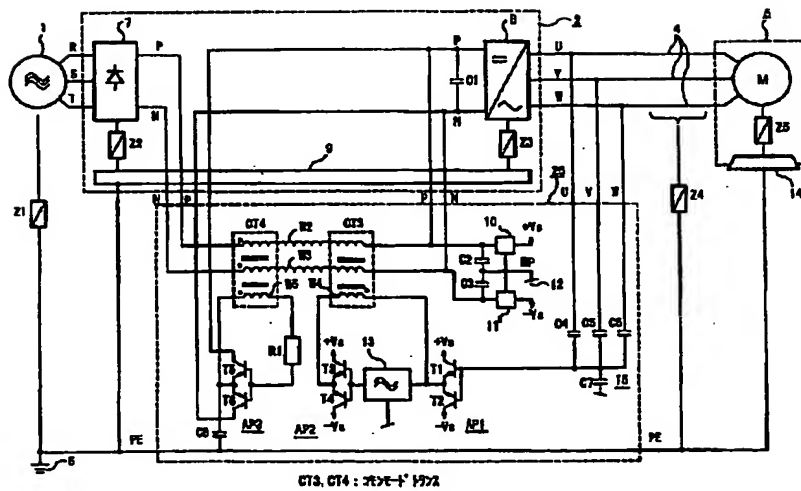 1
7
2
8
4
5
R
S
T
P
N
P
N
C1
U
V
W
M
Z2
Z3
Z5
9
14
Z1
Z4
N
P
P
N
U
V
W
CT4
CT3
W2
W3
W5
W4
10
+Vs
C2
C3
12
11
-Vs
C4
C5
C6
C7
R1
+Vs
13
+Vs
T5
T6
T3
T4
T1
T2
-Vs
-Vs
AP3
AP2
AP1
PE
PE
6
CT3, CT4 : コモンモードトランス